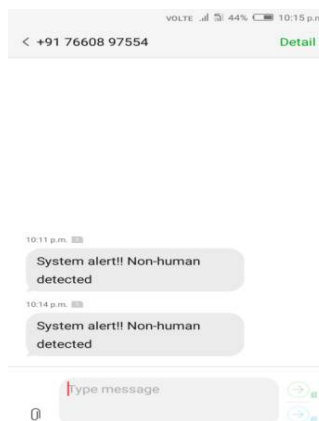 VOLTE 44% 10:15 p.m
< +91 76608 97554 Detail
10:11 p.m.
System alert!! Non-human
detected
10:14 p.m.
System alert!! Non-human
detected
Type message